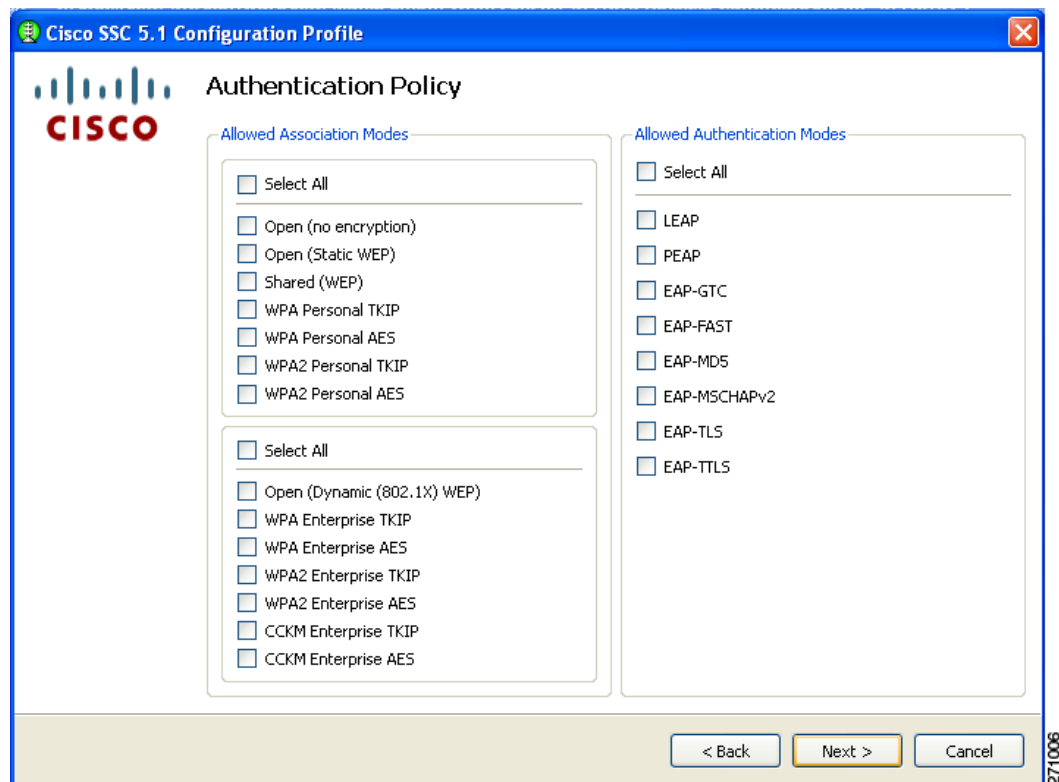 Cisco SSC 5.1 Configuration Profile
CISCO
Authentication Policy
Allowed Association Modes
Select All
Open (no encryption)
Open (Static WEP)
Shared (WEP)
WPA Personal TKIP
WPA Personal AES
WPA2 Personal TKIP
WPA2 Personal AES
Select All
Open (Dynamic (802.1X) WEP)
WPA Enterprise TKIP
WPA Enterprise AES
WPA2 Enterprise TKIP
WPA2 Enterprise AES
CCKM Enterprise TKIP
CCKM Enterprise AES
Allowed Authentication Modes
Select All
LEAP
PEAP
EAP-GTC
EAP-FAST
EAP-MD5
EAP-MSCHAPv2
EAP-TLS
EAP-TTLS
< Back
Next >
Cancel
271006